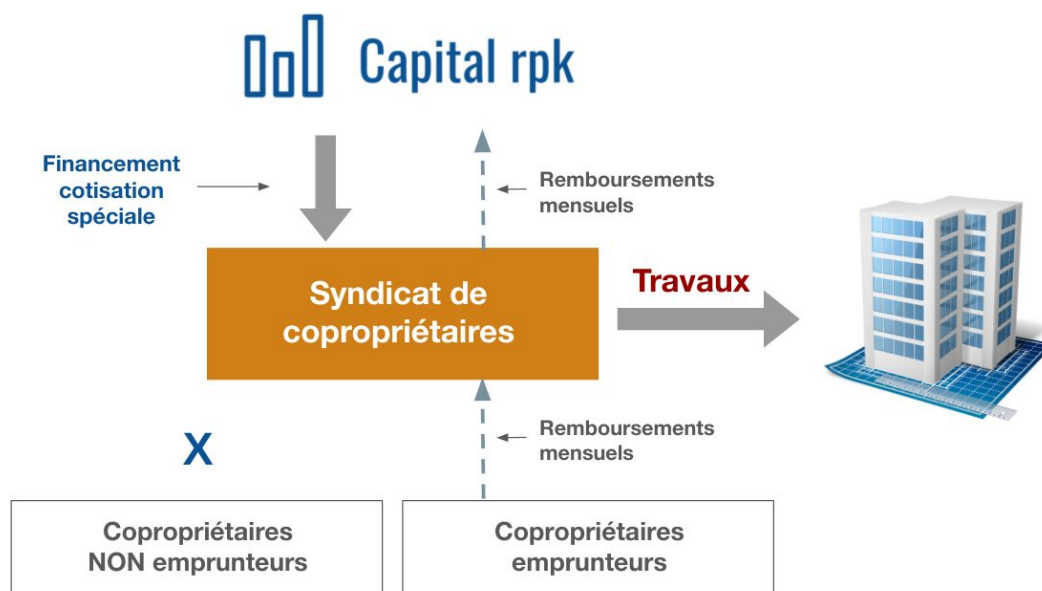 Capital rpk
Financement
cotisation
spéciale
Remboursements
mensuels
Syndicat de
copropriétaires
Travaux
Remboursements
mensuels
X
Copropriétaires
NON emprunteurs
Copropriétaires
emprunteurs